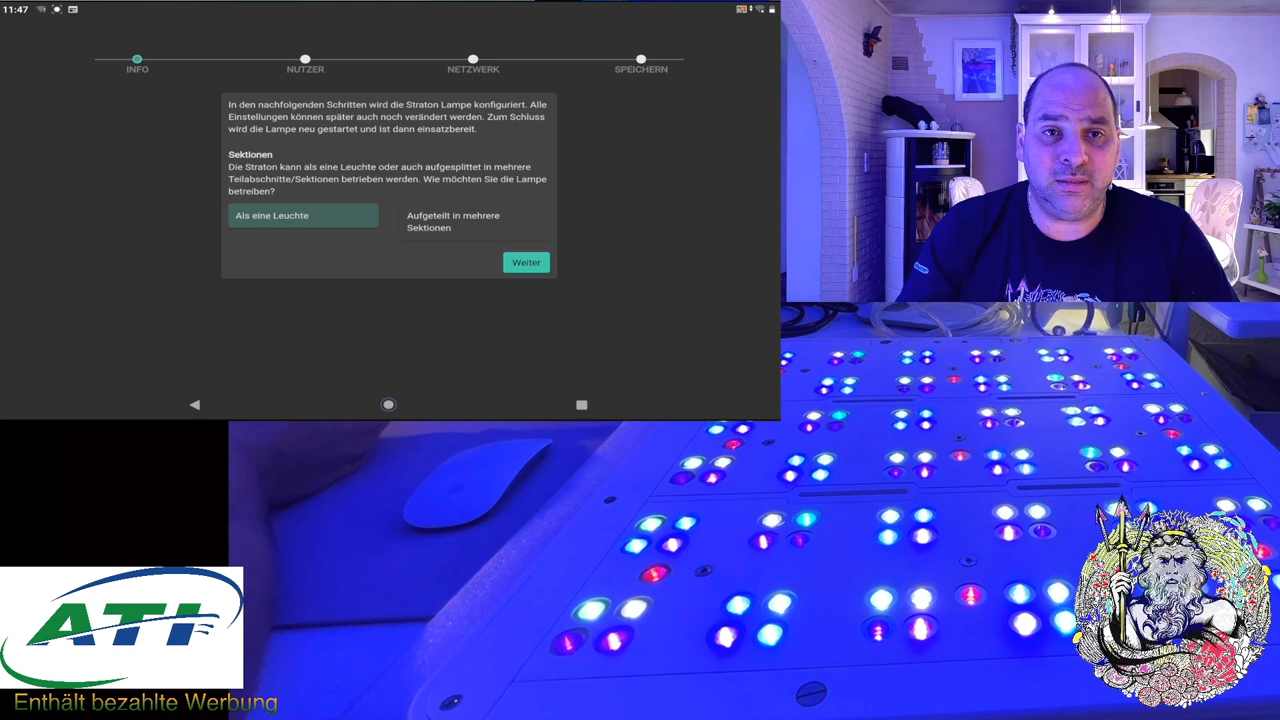 11:47
INFO
NUTZER
NETZWERK
SPEICHERN
In den nachfolgenden Schritten wird die Straton Lampe konfiguriert. Alle
Einstellungen können später auch noch verändert werden. Zum Schluss
wird die Lampe neu gestartet und ist dann einsatzbereit.
Sektionen
Die Straton kann als eine Leuchte oder auch aufgesplittet in mehrere
Teilabschnitte/Sektionen betrieben werden. Wie möchten Sie die Lampe
betreiben?
Als eine Leuchte
Aufgeteilt in mehrere
Sektionen
Weiter
ATI
Enthält bezahlte Werbung